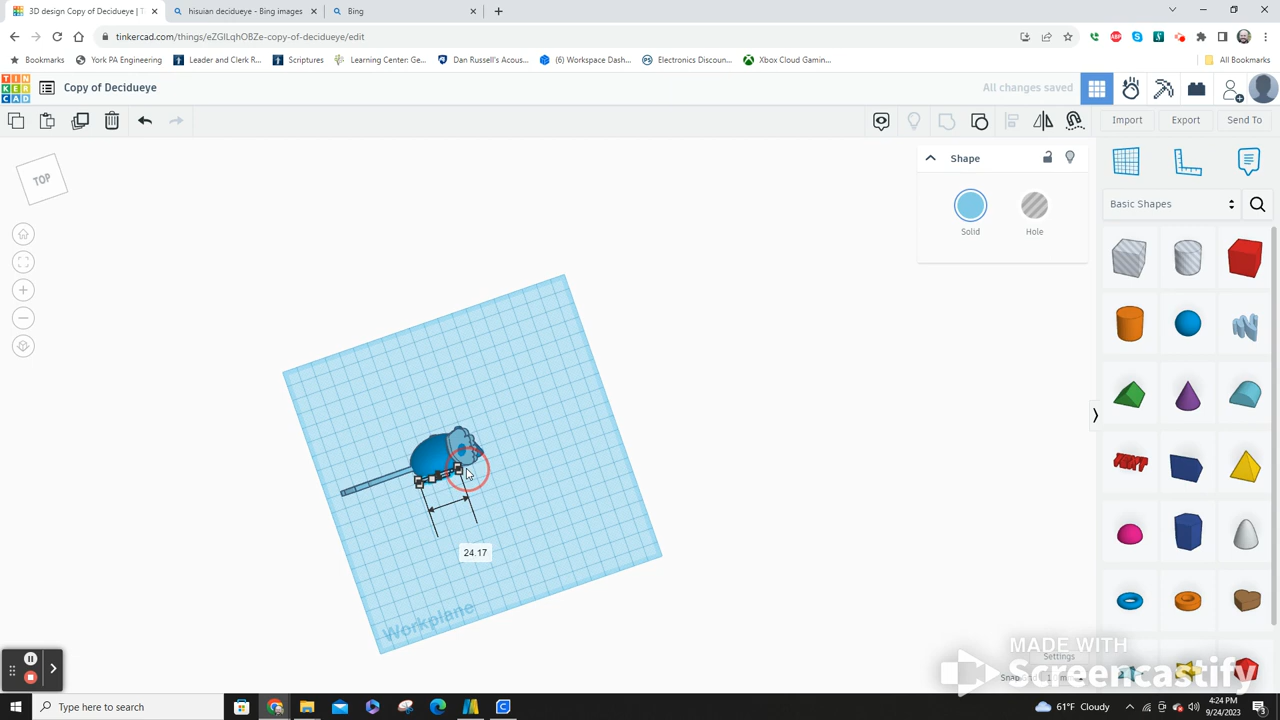 3D design Copy of Decidueye | T
hisuian decidueye - Bing images
Bing
tinkercad.com/things/eZGlLqhOBZe-copy-of-decidueye/edit
Bookmarks
York PA Engineering
Leader and Clerk R...
Scriptures
Learning Center: Ge...
Dan Russell's Acous...
(6) Workspace Dash...
Electronics Discoun...
Xbox Cloud Gamin...
All Bookmarks
TIN
KER
CAD
Copy of Decidueye
All changes saved
Import
Export
Send To
TOP
Shape
Solid
Hole
Basic Shapes
TEXT
24.17
Workplane
Settings
MADE WITH
Screencastify
Type here to search
61°F Cloudy
4:24 PM
9/24/2023